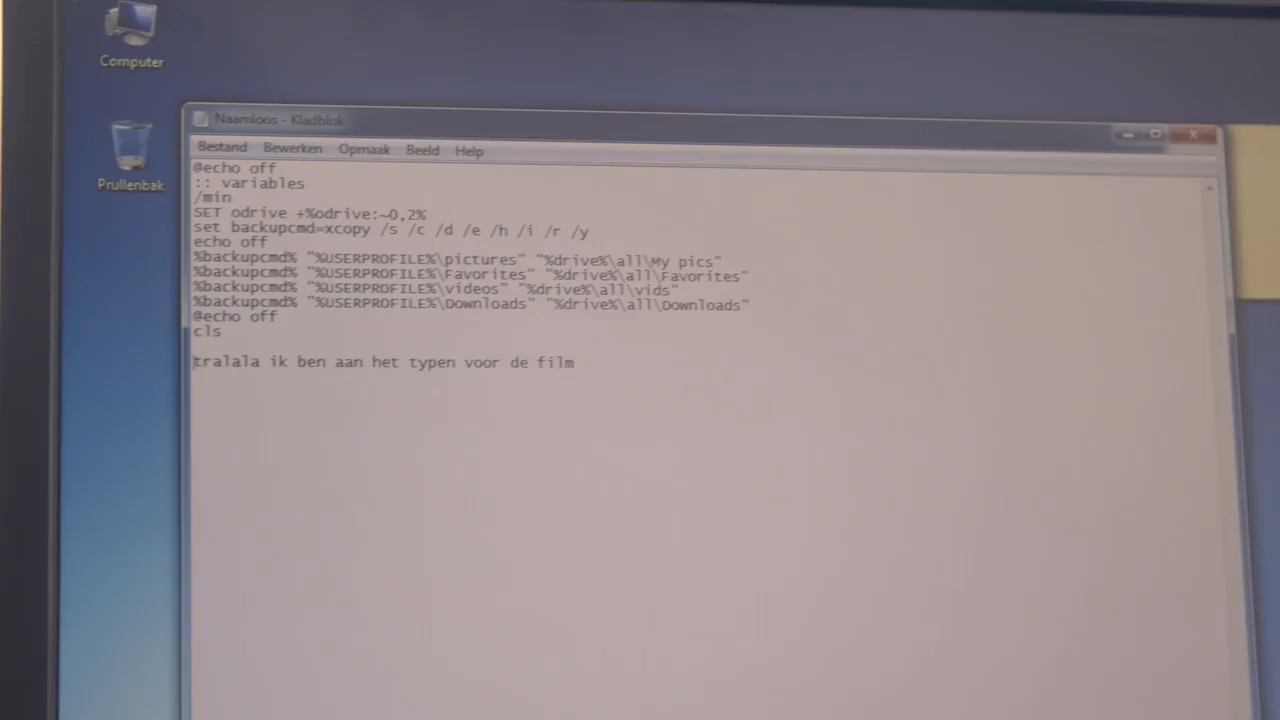 Computer
Prullenbak
Naamloos - Kladblok
Bestand Bewerken Opmaak Beeld Help
@echo off
:: variables
/min
SET odrive +%odrive:~0,2%
set backupcmd=xcopy /s /c /d /e /h /i /r /y
echo off
%backupcmd% "%USERPROFILE%\pictures" "%drive%\all\My pics"
%backupcmd% "%USERPROFILE%\Favorites" "%drive%\all\Favorites"
%backupcmd% "%USERPROFILE%\videos" "%drive%\all\vids"
%backupcmd% "%USERPROFILE%\Downloads" "%drive%\all\Downloads"
@echo off
cls
tralala ik ben aan het typen voor de film